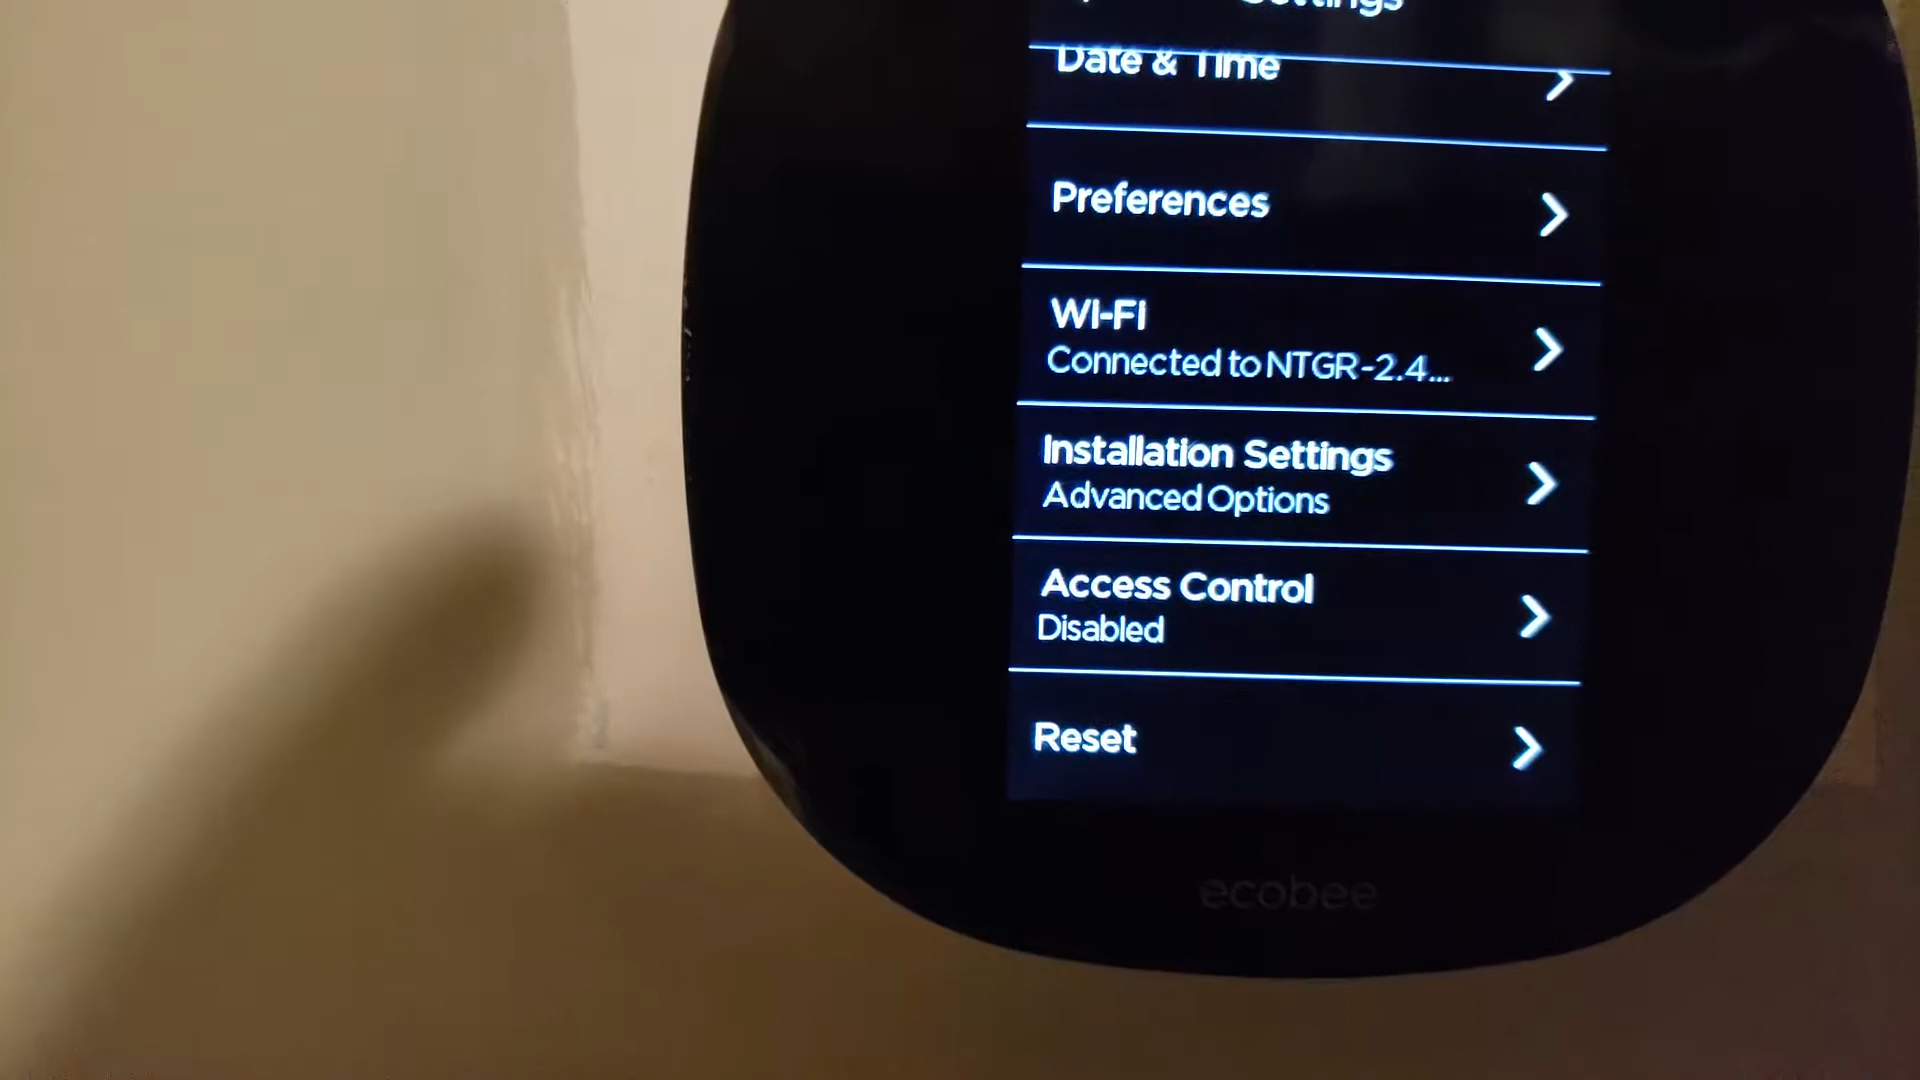 Settings
Date & Time
Preferences
Wi-Fi
Connected to NTGR-2.4...
Installation Settings
Advanced Options
Access Control
Disabled
Reset
ecobee